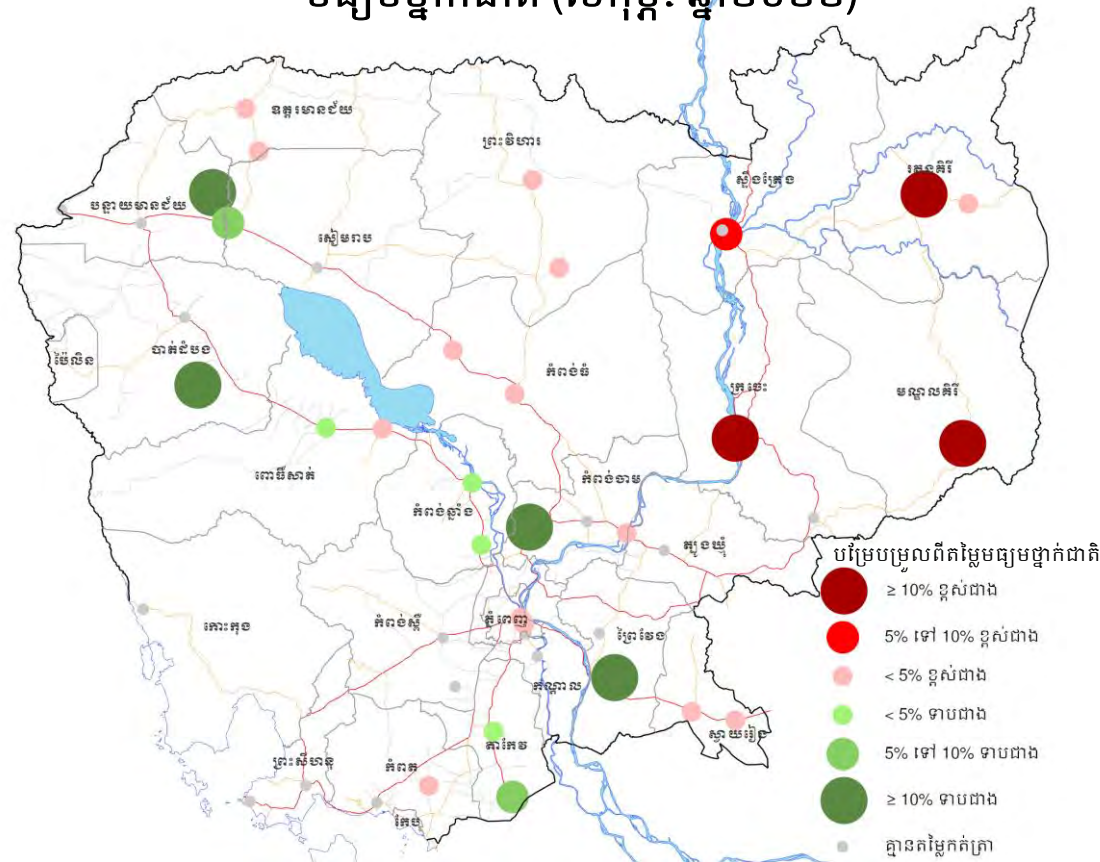 ឧត្តរមានជ័យ
ព្រះវិហារ
ស្ទឹងត្រែង
រតនគិរី
បន្ទាយមានជ័យ
សៀមរាប
ប៉ៃលិន
បាត់ដំបង
កំពង់ធំ
ក្រចេះ
មណ្ឌលគិរី
ពោធិ៍សាត់
កំពង់ចាម
កំពង់ឆ្នាំង
ត្បូងឃ្មុំ
កោះកុង
កំពង់ស្ពឺ
ភ្នំពេញ
ព្រៃវែង
កណ្តាល
ស្វាយរៀង
តាកែវ
ព្រះសីហនុ
កំពត
កែប
បម្រែបម្រួលពីតម្លៃមធ្យមថ្នាក់ជាតិ
≥ 10% ខ្ពស់ជាង
5% ទៅ 10% ខ្ពស់ជាង
< 5% ខ្ពស់ជាង
< 5% ទាបជាង
5% ទៅ 10% ទាបជាង
≥ 10% ទាបជាង
គ្មានតម្លៃកត់ត្រា